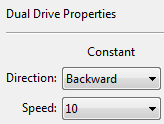 Dual Drive Properties
Constant
Direction: Backward
Speed: 10